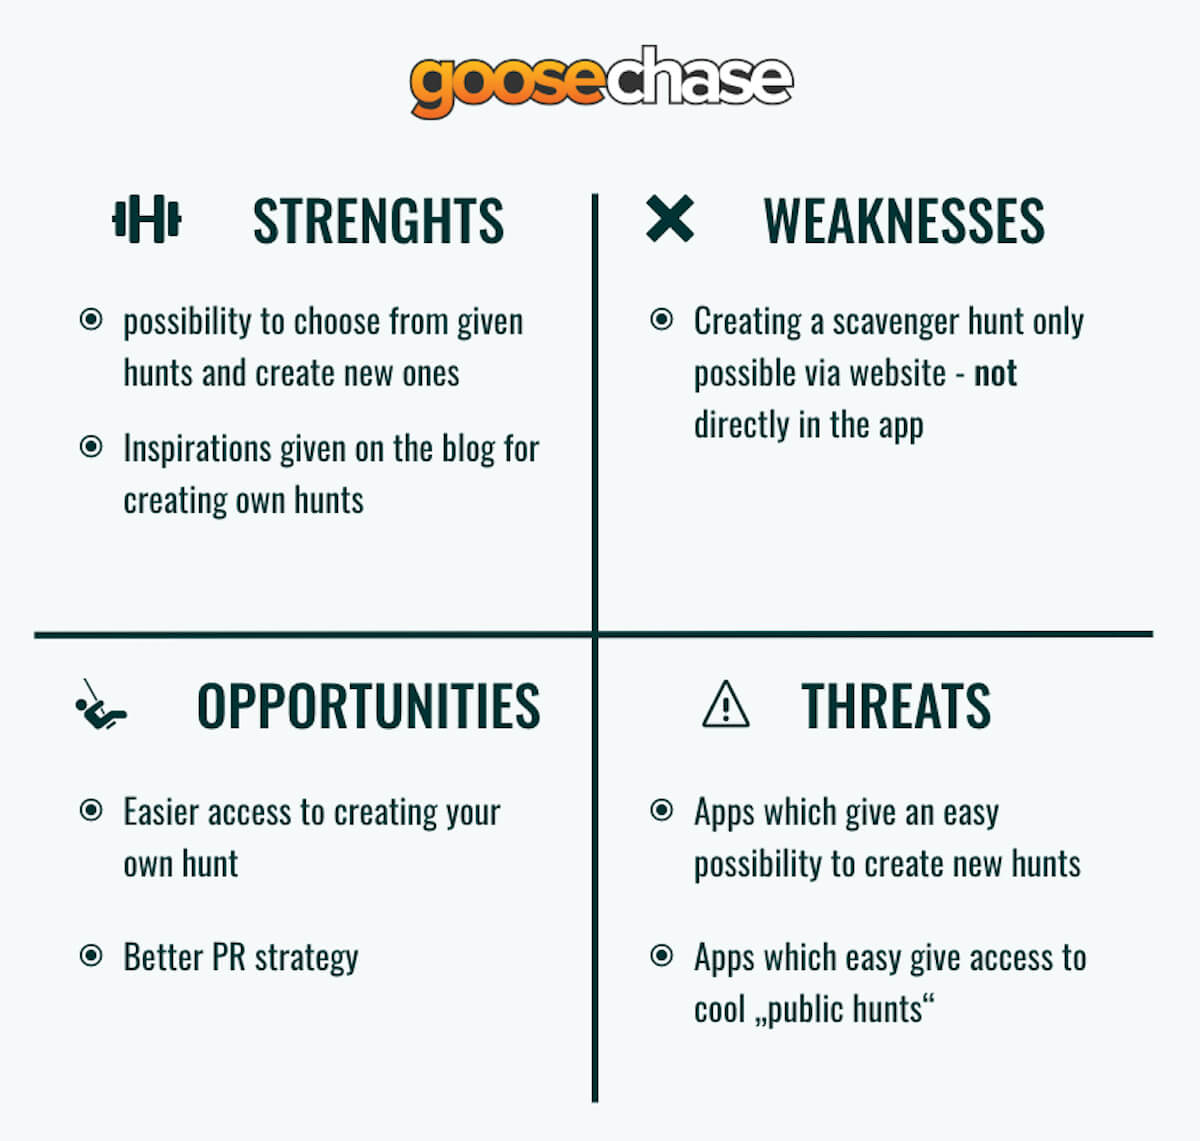 goosechase
STRENGHTS
possibility to choose from given
hunts and create new ones
Inspirations given on the blog for
creating own hunts
WEAKNESSES
Creating a scavenger hunt only
possible via website - not
directly in the app
OPPORTUNITIES
Easier access to creating your
own hunt
Better PR strategy
THREATS
Apps which give an easy
possibility to create new hunts
Apps which easy give access to
cool „public hunts“